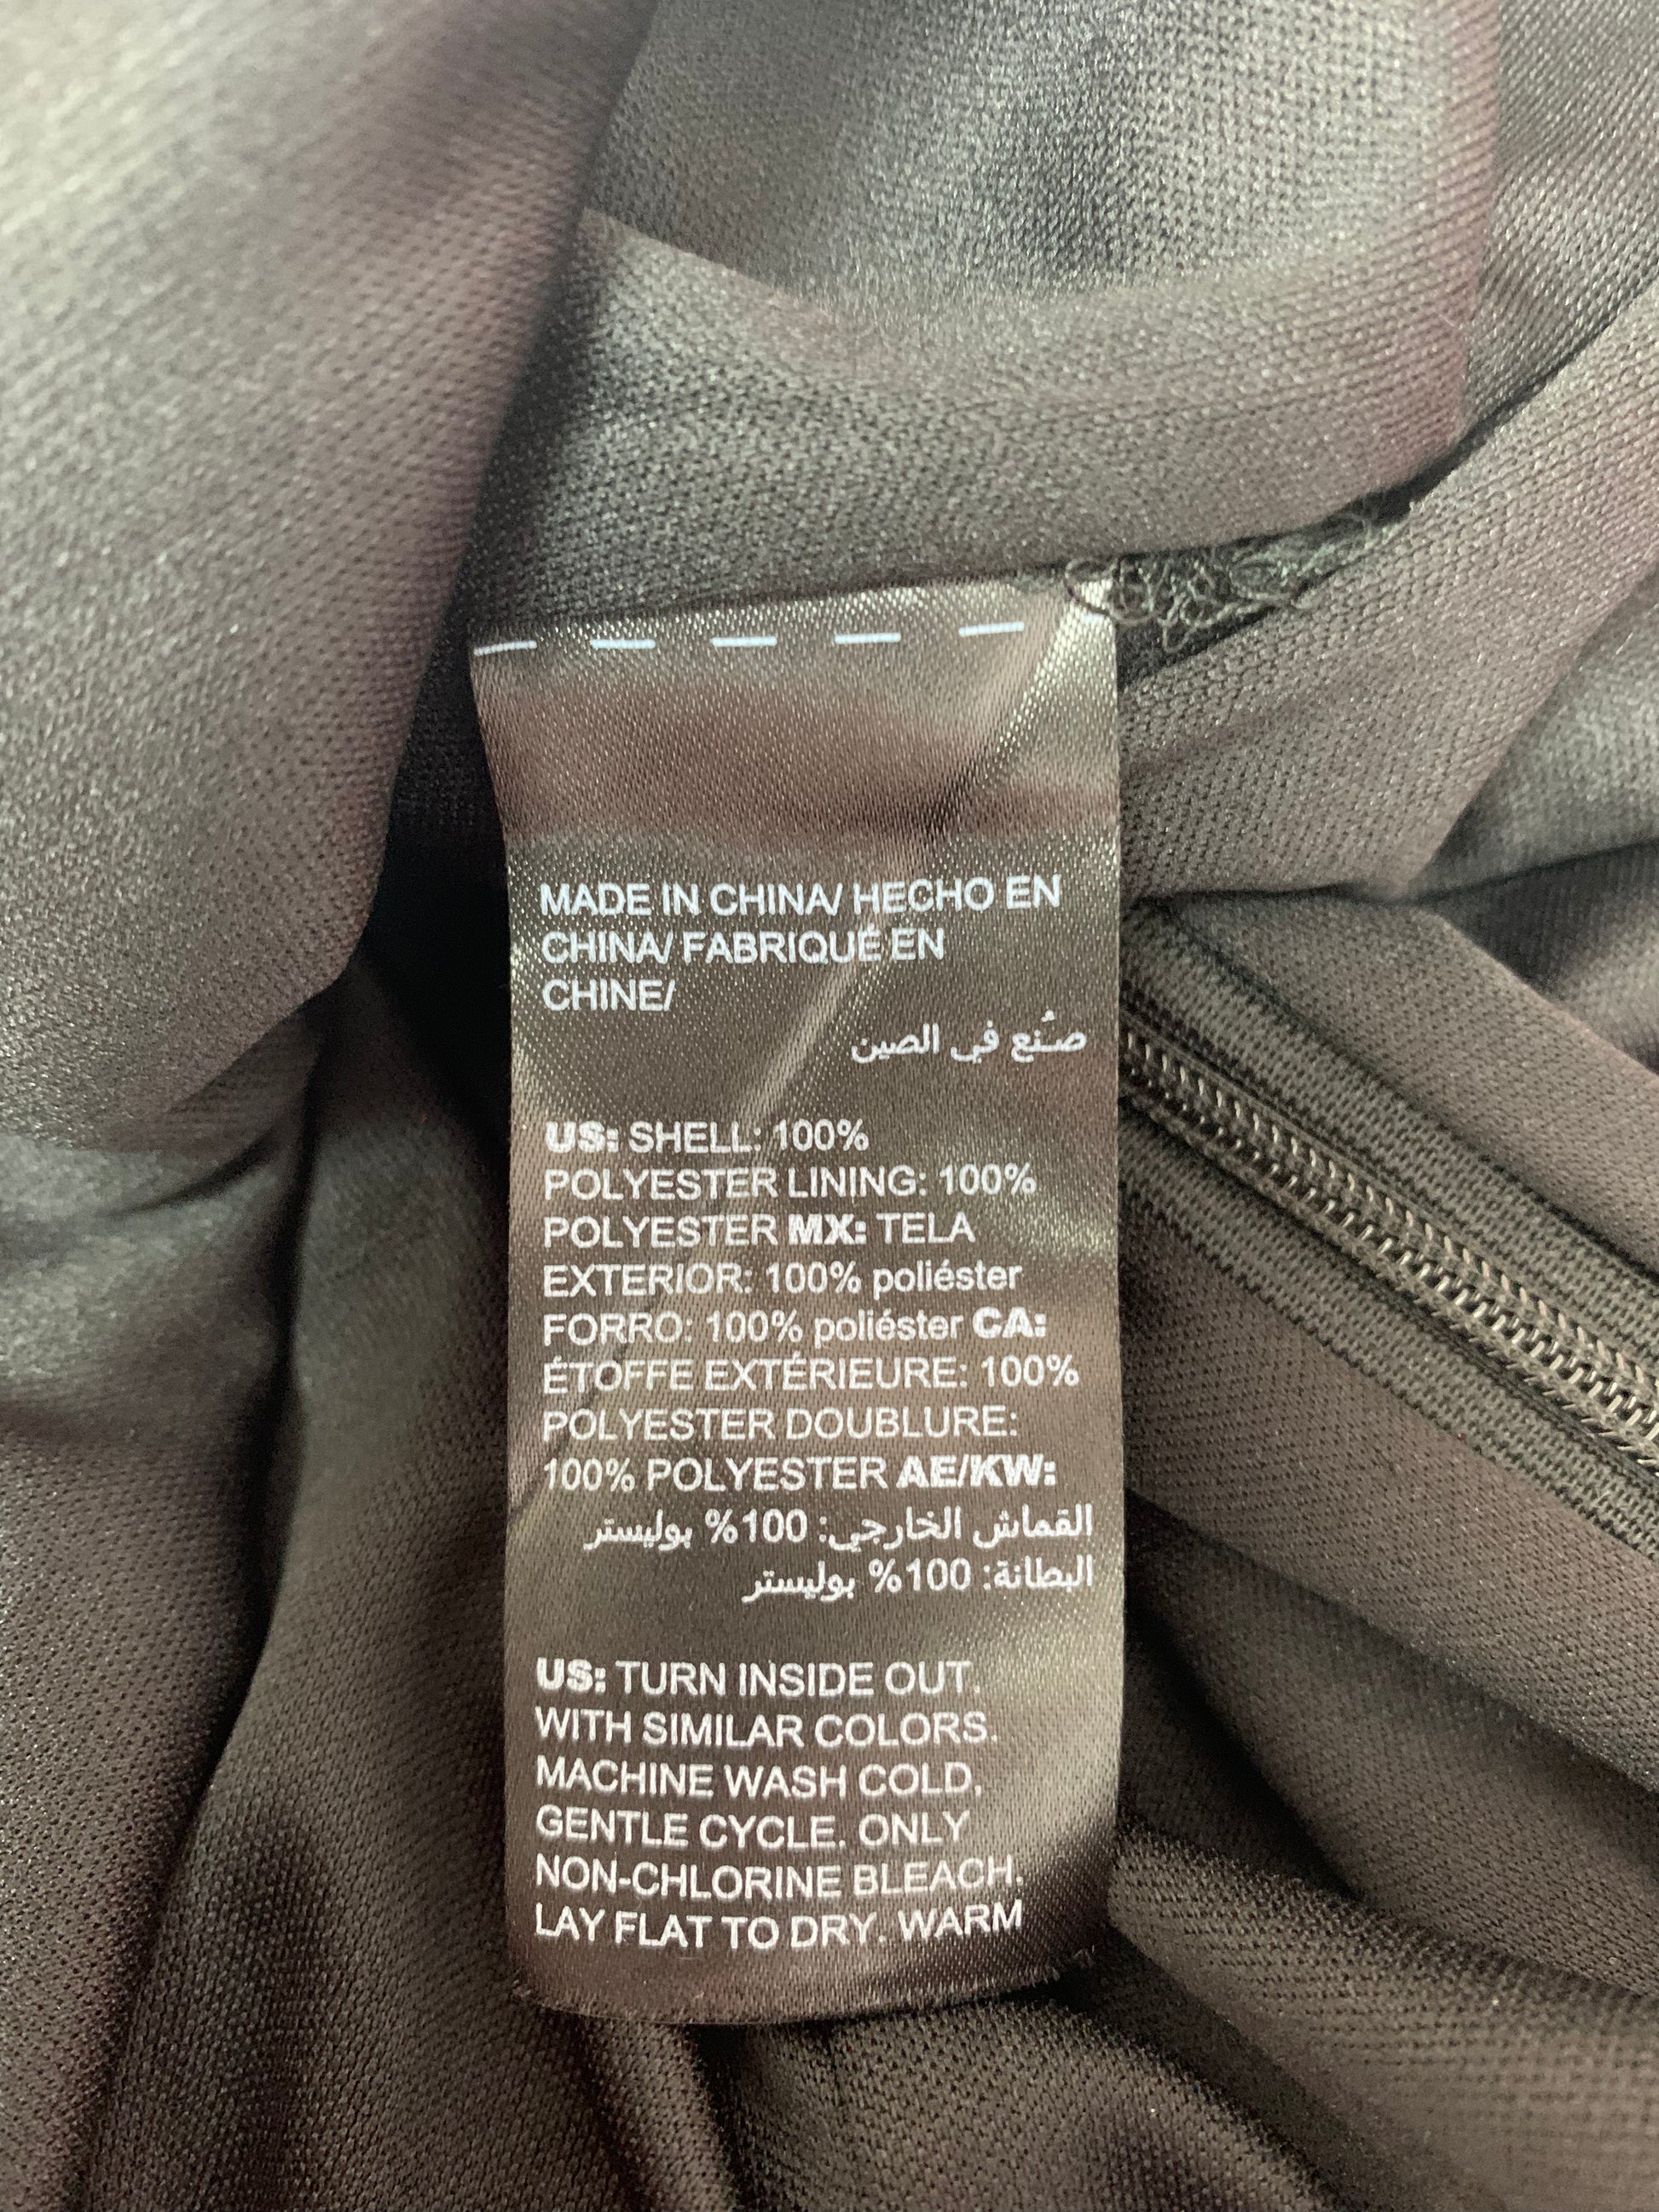 MADE IN CHINA/ HECHO EN
CHINA/ FABRIQUÉ EN
CHINE/
صُنع في الصين
US: SHELL: 100%
POLYESTER LINING: 100%
POLYESTER MX: TELA
EXTERIOR: 100% poliéster
FORRO: 100% poliéster CA:
ÉTOFFE EXTÉRIEURE: 100%
POLYESTER DOUBLURE:
100% POLYESTER AE/KW:
القماش الخارجي: 100% بوليستر
البطانة: 100% بوليستر
US: TURN INSIDE OUT.
WITH SIMILAR COLORS.
MACHINE WASH COLD,
GENTLE CYCLE. ONLY
NON-CHLORINE BLEACH.
LAY FLAT TO DRY. WARM